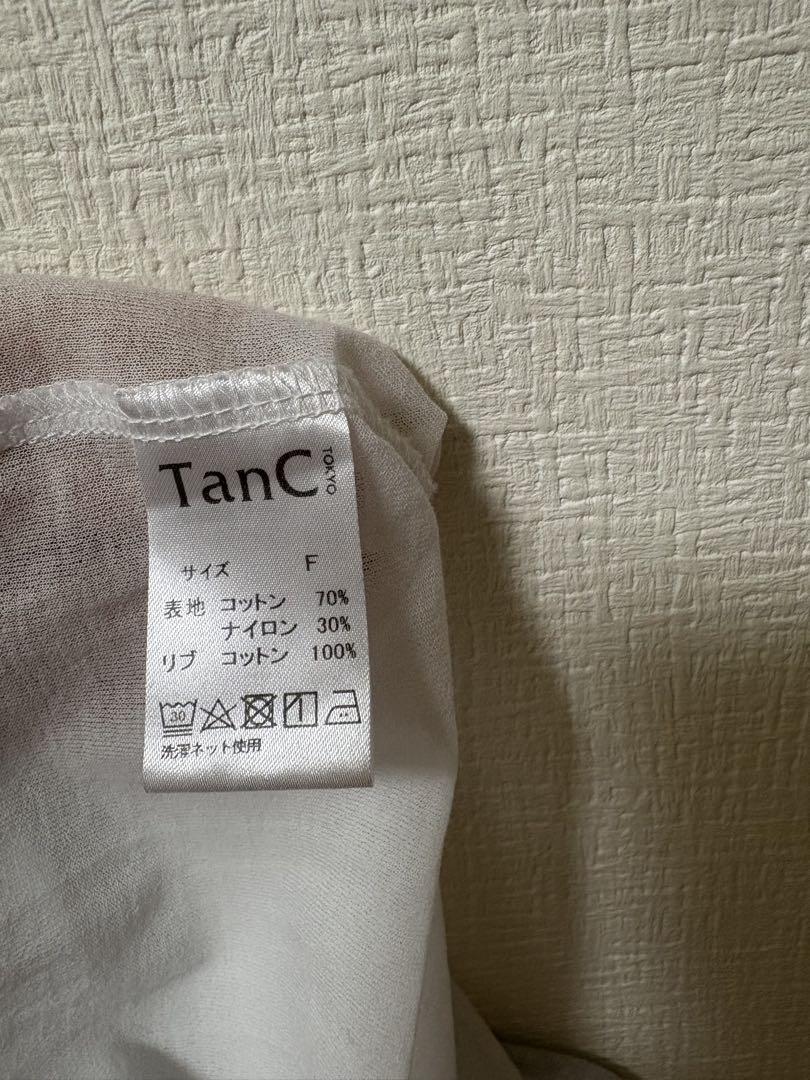 TanC TOKYO
サイズ F
表地 コットン 70%
ナイロン 30%
リブ コットン 100%
30
洗濯ネット使用